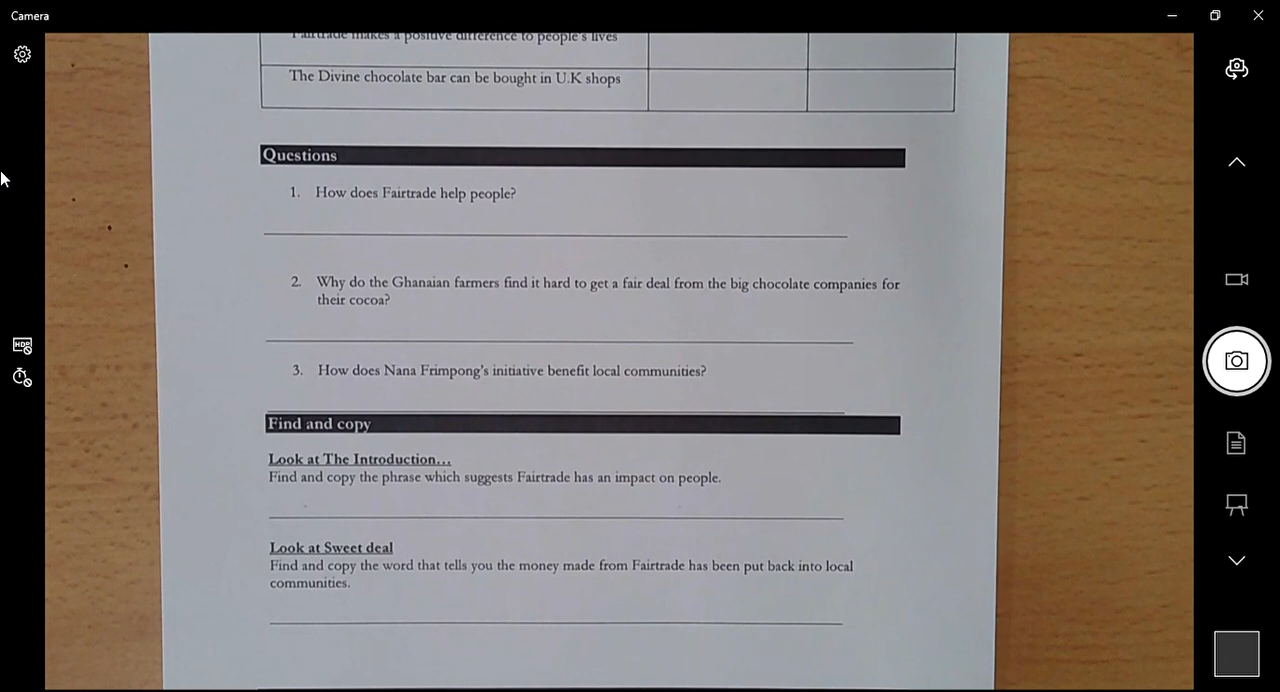 Camera
Fairtrade makes a positive difference to people's lives
The Divine chocolate bar can be bought in U.K shops
Questions
1. How does Fairtrade help people?
2. Why do the Ghanaian farmers find it hard to get a fair deal from the big chocolate companies for
their cocoa?
3. How does Nana Frimpong's initiative benefit local communities?
Find and copy
Look at The Introduction...
Find and copy the phrase which suggests Fairtrade has an impact on people.
Look at Sweet deal
Find and copy the word that tells you the money made from Fairtrade has been put back into local
communities.